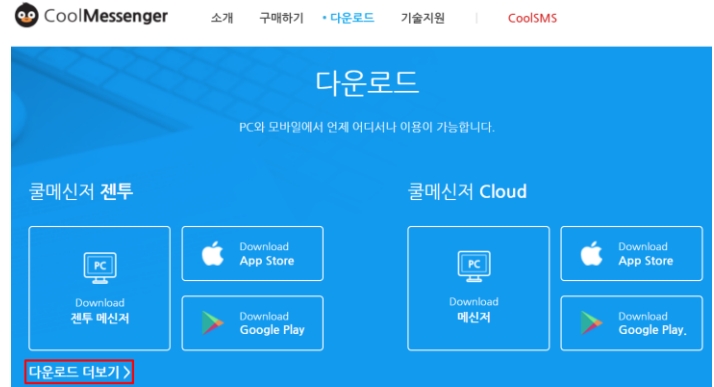 CoolMessenger 소개 구매하기 • 다운로드 기술지원 CoolSMS
다운로드
PC와 모바일에서 언제 어디서나 이용이 가능합니다.
쿨메신저 젠투
PC
Download
젠투 메신저
Download
App Store
Download
Google Play
다운로드 더보기 >
쿨메신저 Cloud
PC
Download
메신저
Download
App Store
Download
Google Play.